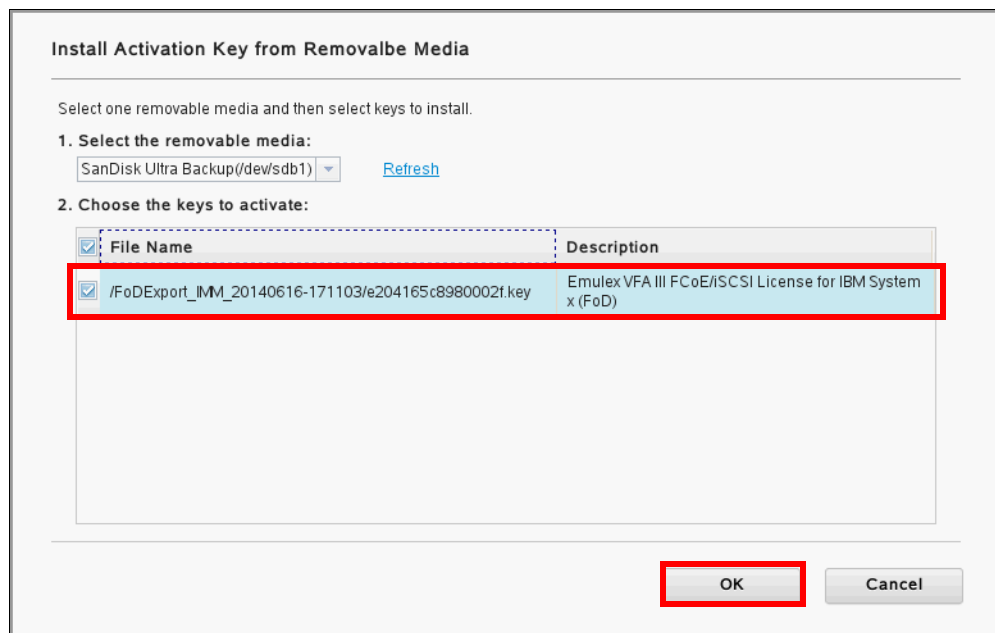 Install Activation Key from Removalbe Media
Select one removable media and then select keys to install.
1. Select the removable media:
SanDisk Ultra Backup(/dev/sdb1) Refresh
2. Choose the keys to activate:
File Name Description
/FoDExport_IMM_20140616-171103/e204165c8980002f.key Emulex VFA III FCoE/iSCSI License for IBM System
x (FoD)
OK Cancel